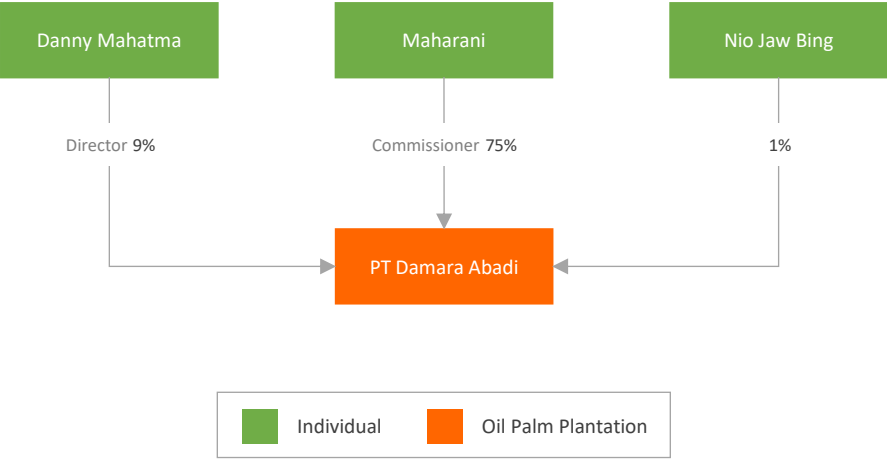 Danny Mahatma
Maharani
Nio Jaw Bing
Director 9%
Commissioner 75%
1%
PT Damara Abadi
Individual
Oil Palm Plantation